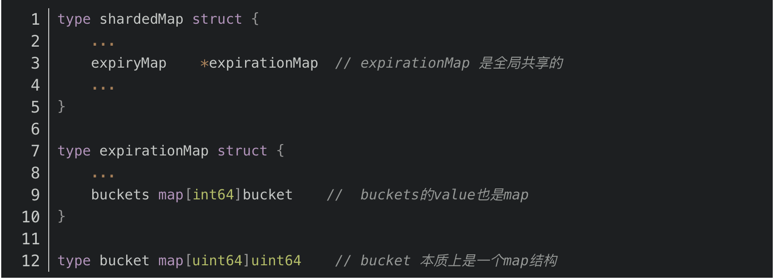 1 type shardedMap struct {
2     ...
3     expiryMap    *expirationMap  // expirationMap 是全局共享的
4     ...
5 }
6
7 type expirationMap struct {
8     ...
9     buckets map[int64]bucket    //  buckets的value也是map
10 }
11
12 type bucket map[uint64]uint64    // bucket 本质上是一个map结构